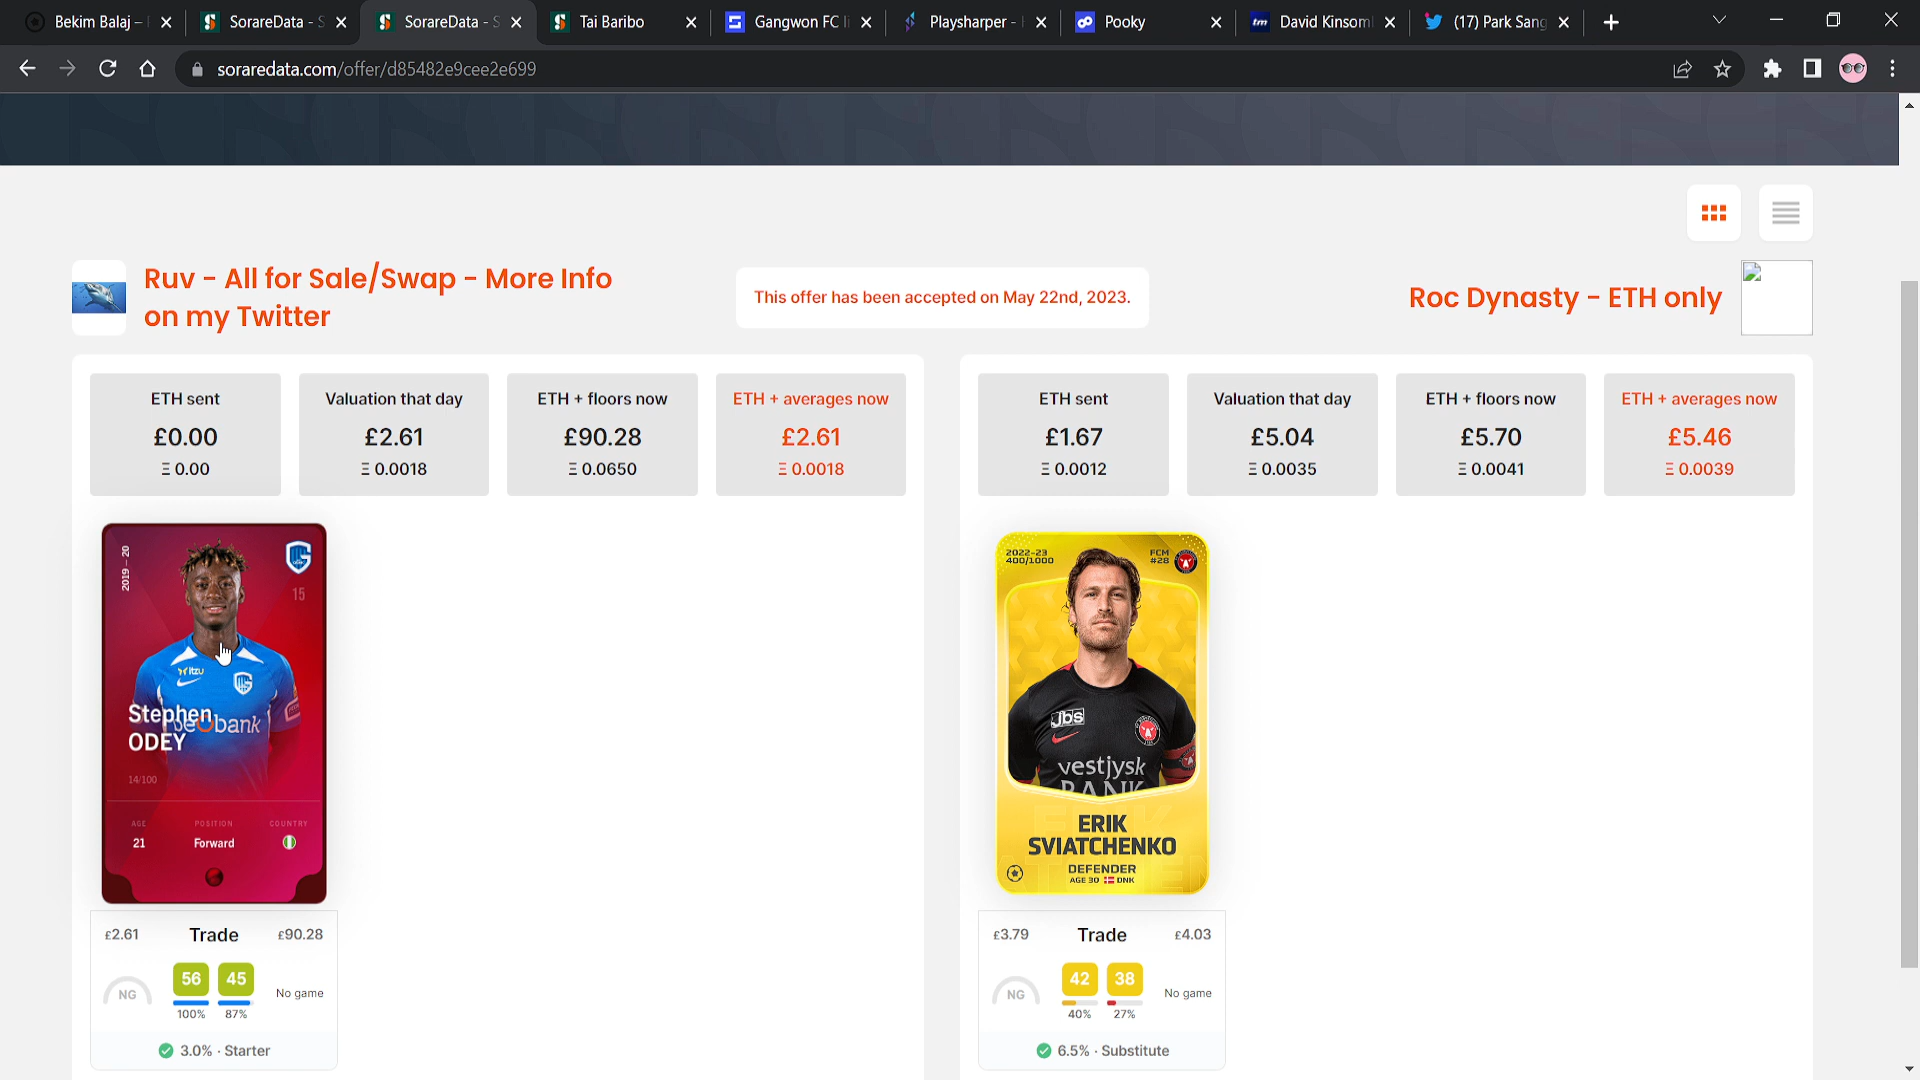 Bekim Balaj –
SorareData - S
SorareData - S
Tai Baribo
Gangwon FC li
Playsharper -
Pooky
David Kinsom
(17) Park Sang
soraredata.com/offer/d85482e9cee2e699
Ruv - All for Sale/Swap - More Info
on my Twitter
This offer has been accepted on May 22nd, 2023.
Roc Dynasty - ETH only
ETH sent
£0.00
Ξ 0.00
Valuation that day
£2.61
Ξ 0.0018
ETH + floors now
£90.28
Ξ 0.0650
ETH + averages now
£2.61
Ξ 0.0018
ETH sent
£1.67
Ξ 0.0012
Valuation that day
£5.04
Ξ 0.0035
ETH + floors now
£5.70
Ξ 0.0041
ETH + averages now
£5.46
Ξ 0.0039
2019 – 20
15
itzu
Stephen
beobank
ODEY
14/100
AGE POSITION COUNTRY
21 Forward
£2.61 Trade £90.28
NG 56 45 No game
100% 87%
3.0% · Starter
2022-23
400/1000
FCM
#28
jbs
vestjysk
BANK
ERIK
SVIATCHENKO
DEFENDER
AGE 30 DNK
£3.79 Trade £4.03
NG 42 38 No game
40% 27%
6.5% · Substitute